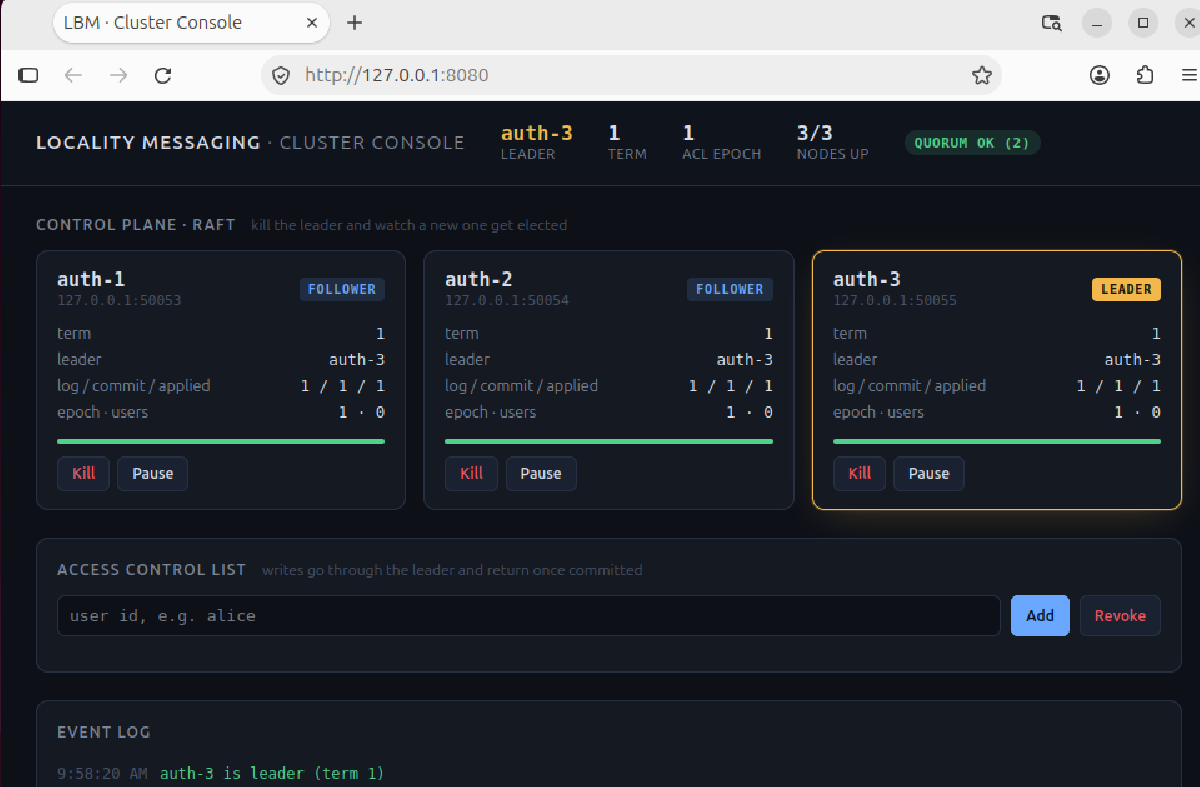 LBM · Cluster Console
http://127.0.0.1:8080
LOCALITY MESSAGING · CLUSTER CONSOLE
auth-3
LEADER
1
TERM
1
ACL EPOCH
3/3
NODES UP
QUORUM OK (2)
CONTROL PLANE · RAFT kill the leader and watch a new one get elected
auth-1
127.0.0.1:50053
FOLLOWER
term 1
leader auth-3
log / commit / applied 1 / 1 / 1
epoch · users 1 · 0
Kill Pause
auth-2
127.0.0.1:50054
FOLLOWER
term 1
leader auth-3
log / commit / applied 1 / 1 / 1
epoch · users 1 · 0
Kill Pause
auth-3
127.0.0.1:50055
LEADER
term 1
leader auth-3
log / commit / applied 1 / 1 / 1
epoch · users 1 · 0
Kill Pause
ACCESS CONTROL LIST writes go through the leader and return once committed
user id, e.g. alice
Add Revoke
EVENT LOG
9:58:20 AM auth-3 is leader (term 1)